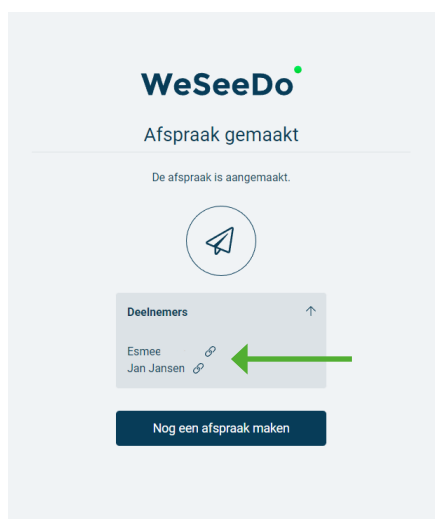 WeSeeDo
Afspraak gemaakt
De afspraak is aangemaakt.
Deelnemers
Esmee
Jan Jansen
Nog een afspraak maken